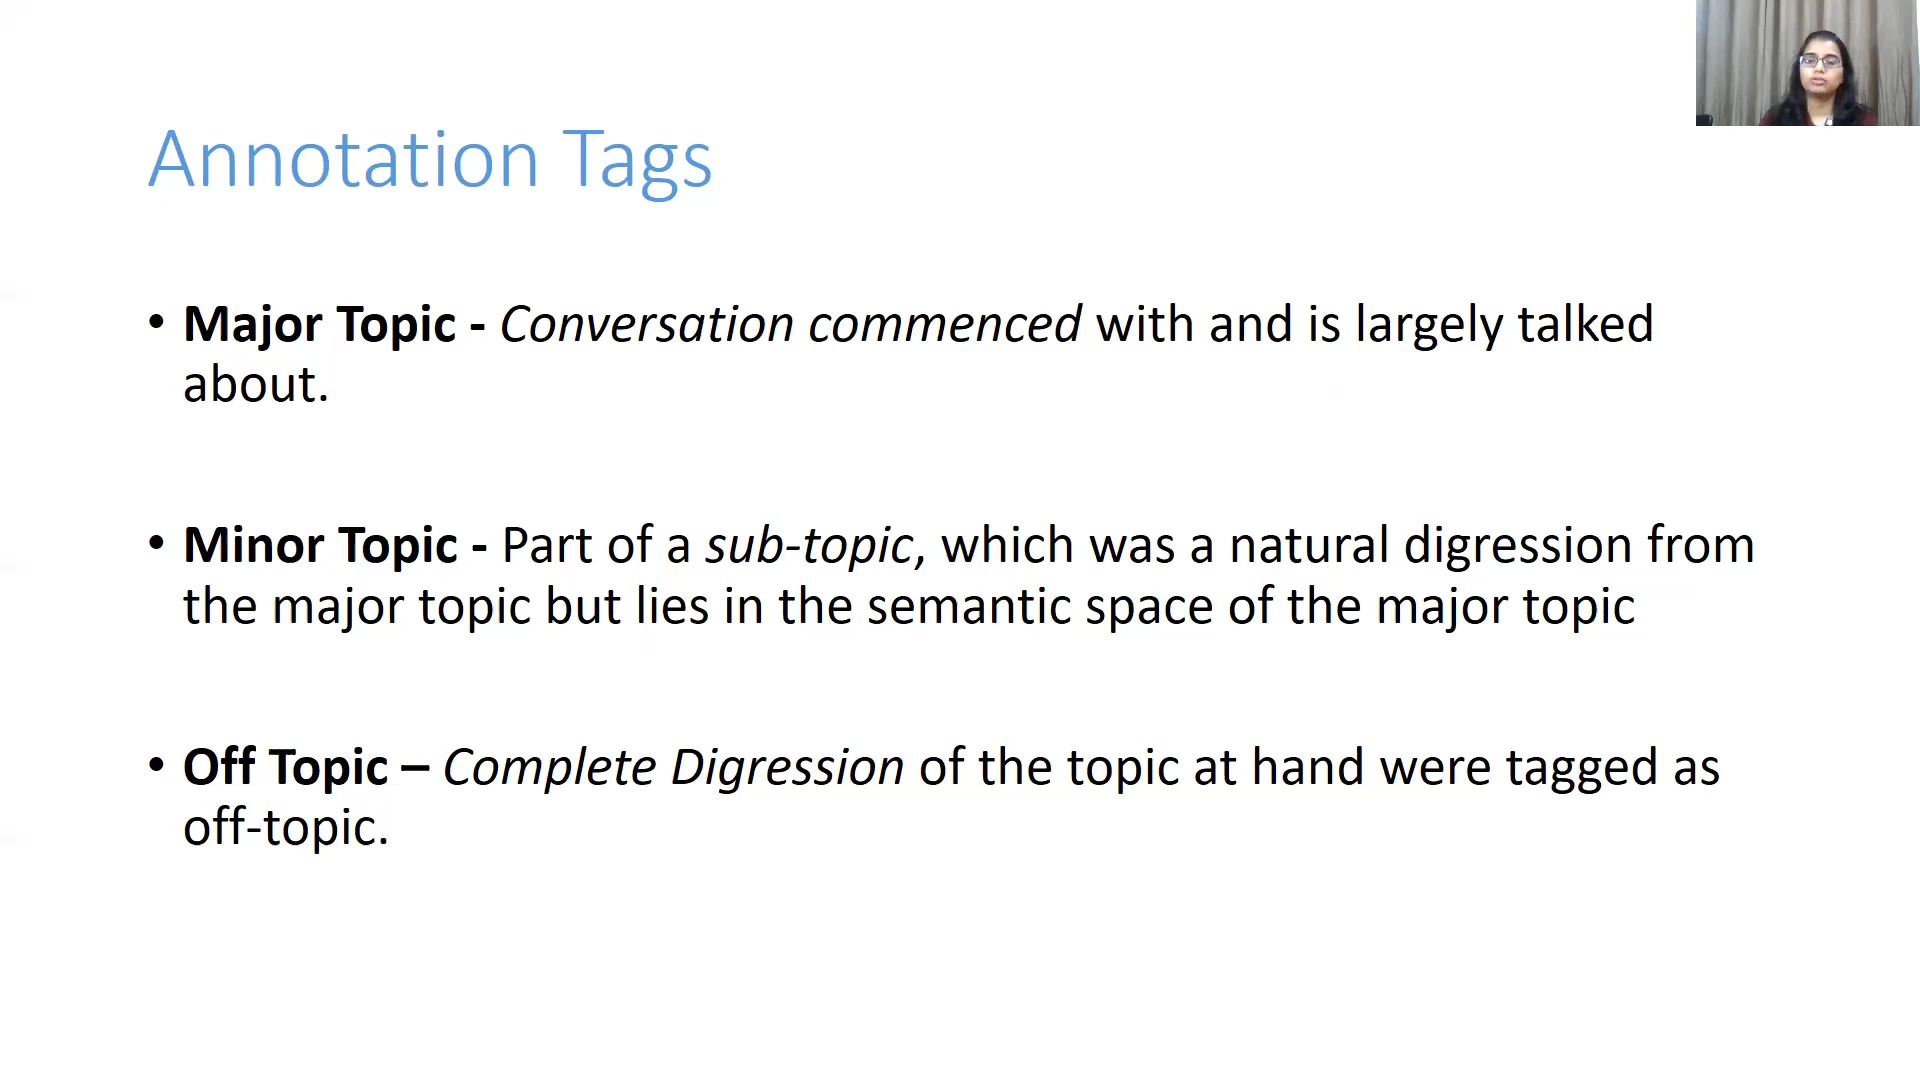 Annotation Tags
• Major Topic - Conversation commenced with and is largely talked
about.
• Minor Topic - Part of a sub-topic, which was a natural digression from
the major topic but lies in the semantic space of the major topic
• Off Topic – Complete Digression of the topic at hand were tagged as
off-topic.